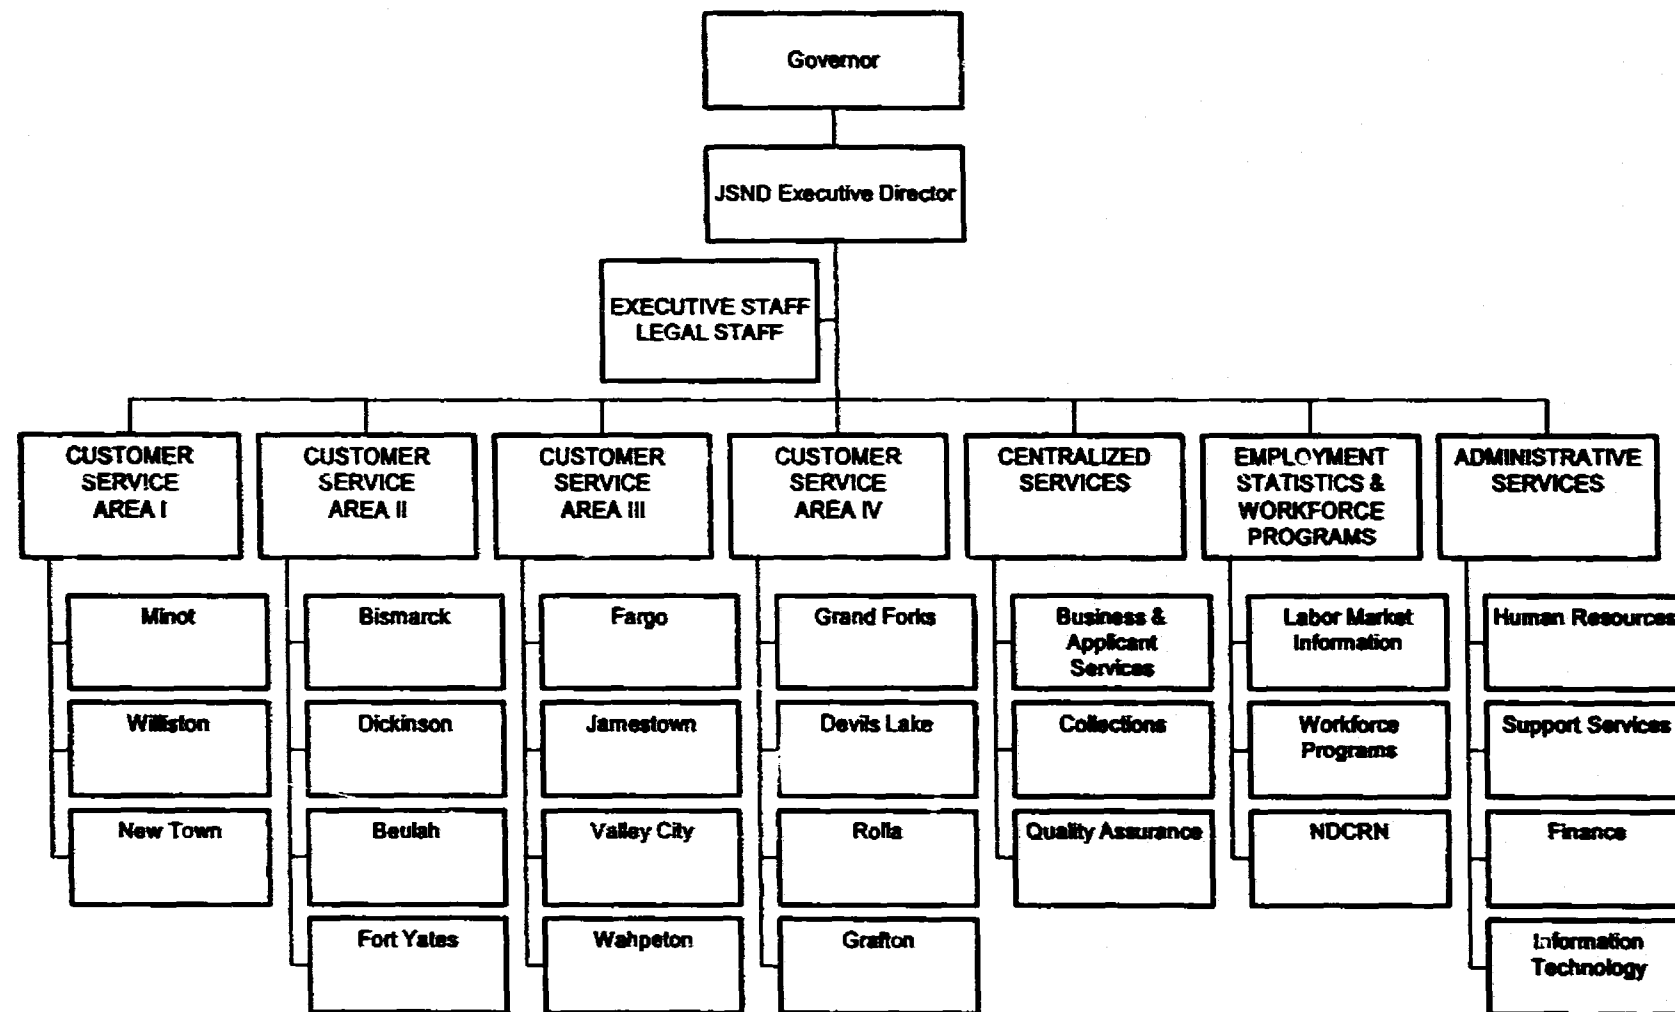 Governor
JSND Executive Director
EXECUTIVE STAFF
LEGAL STAFF
CUSTOMER
SERVICE
AREA I
CUSTOMER
SERVICE
AREA II
CUSTOMER
SERVICE
AREA III
CUSTOMER
SERVICE
AREA IV
CENTRALIZED
SERVICES
EMPLOYMENT
STATISTICS &
WORKFORCE
PROGRAMS
ADMINISTRATIVE
SERVICES
Minot
Williston
New Town
Bismarck
Dickinson
Beulah
Fort Yates
Fargo
Jamestown
Valley City
Wahpeton
Grand Forks
Devils Lake
Rolla
Grafton
Business &
Applicant
Services
Collections
Quality Assurance
Labor Market
Information
Workforce
Programs
NDCRN
Human Resources
Support Services
Finance
Information
Technology